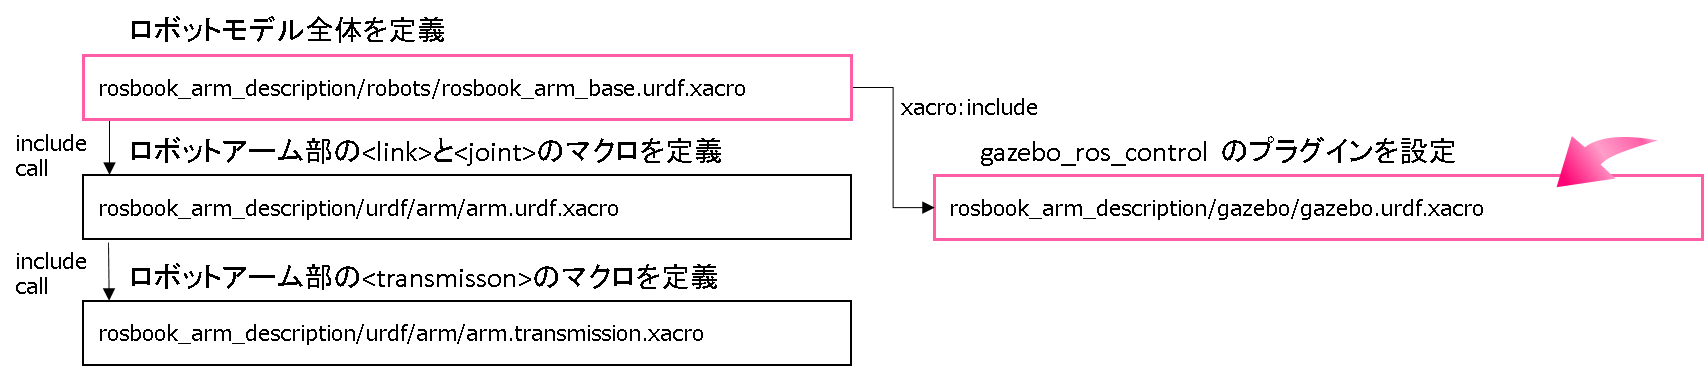 ロボットモデル全体を定義
rosbook_arm_description/robots/rosbook_arm_base.urdf.xacro
xacro:include
include
call
ロボットアーム部の<link>と<joint>のマクロを定義
gazebo_ros_control のプラグインを設定
rosbook_arm_description/urdf/arm/arm.urdf.xacro
rosbook_arm_description/gazebo/gazebo.urdf.xacro
include
call
ロボットアーム部の<transmisson>のマクロを定義
rosbook_arm_description/urdf/arm/arm.transmission.xacro